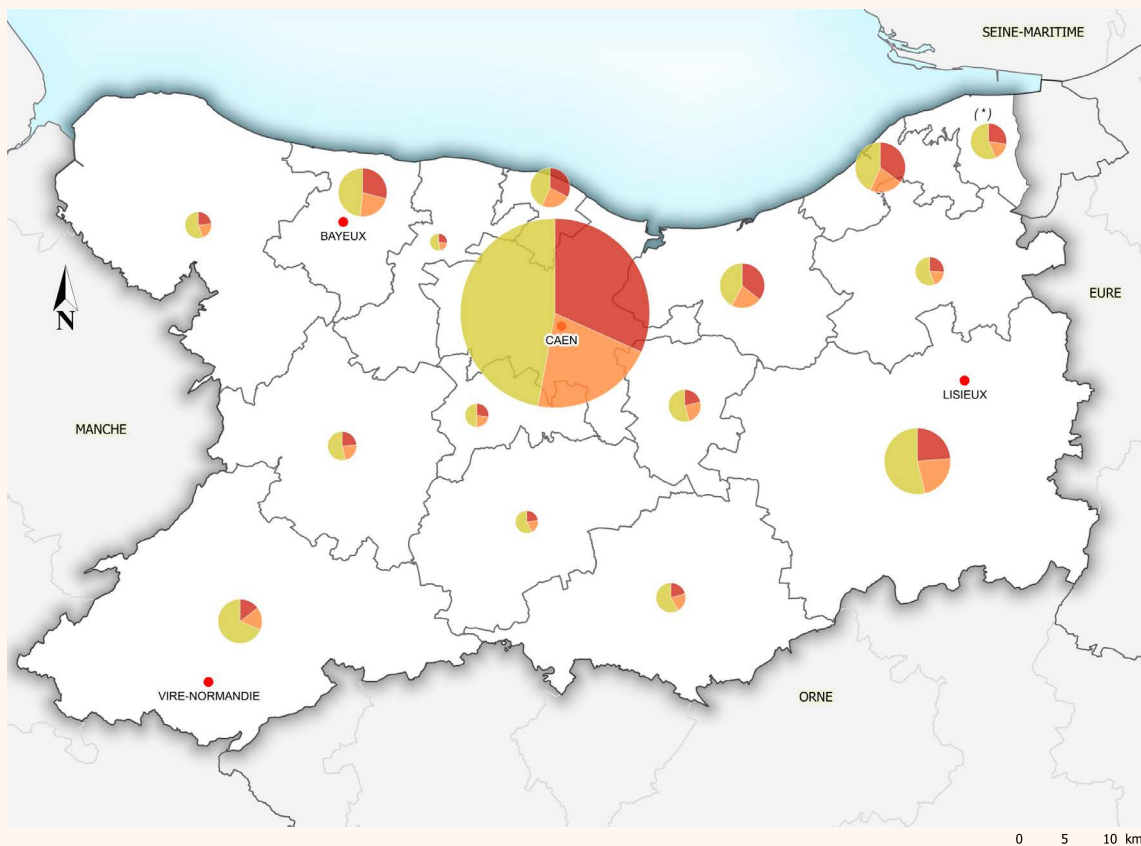 SEINE-MARITIME
(*)
BAYEUX
EURE
N
CAEN
LISIEUX
MANCHE
VIRE-NORMANDIE
ORNE
0 5 10 km